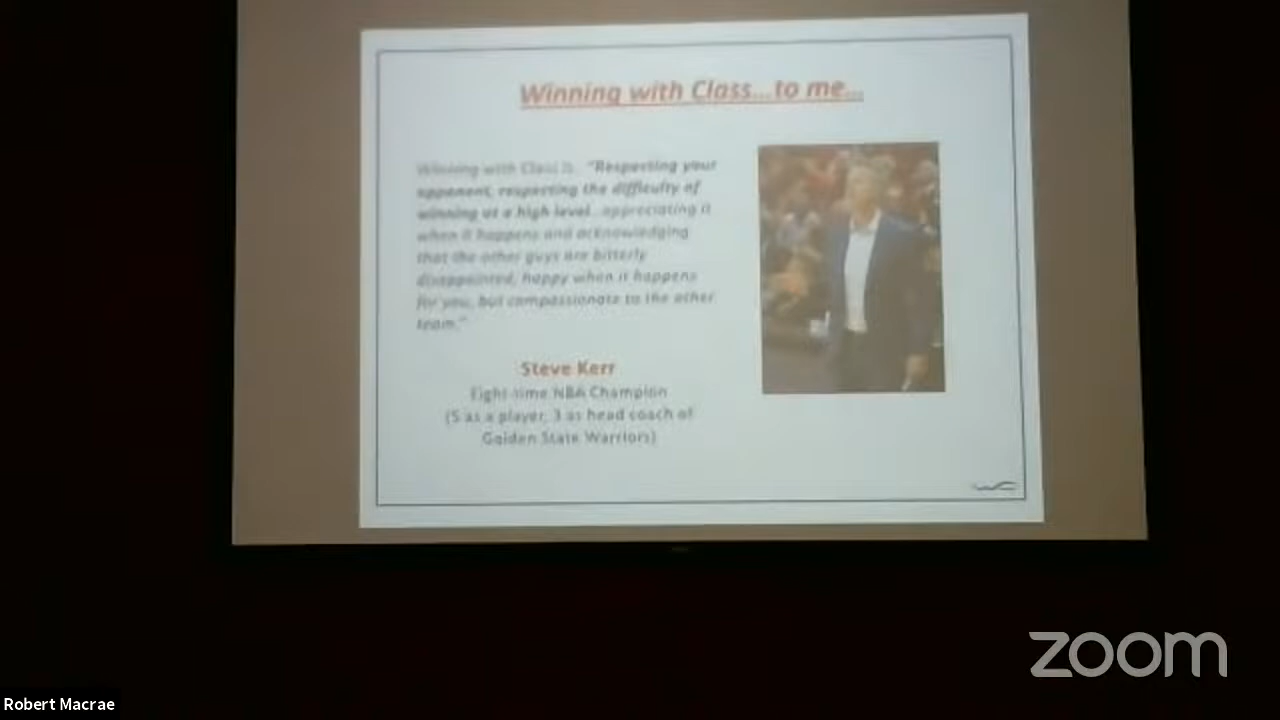 Winning with Class...to me...
Winning with Class is.. "Respecting your
opponent, respecting the difficulty of
winning at a high level.. appreciating it
when it happens and acknowledging
that the other guys are bitterly
disappointed, happy when it happens
for you, but compassionate to the other
team."
Steve Kerr
Eight-time NBA Champion
(5 as a player, 3 as head coach of
Golden State Warriors)
zoom
Robert Macrae